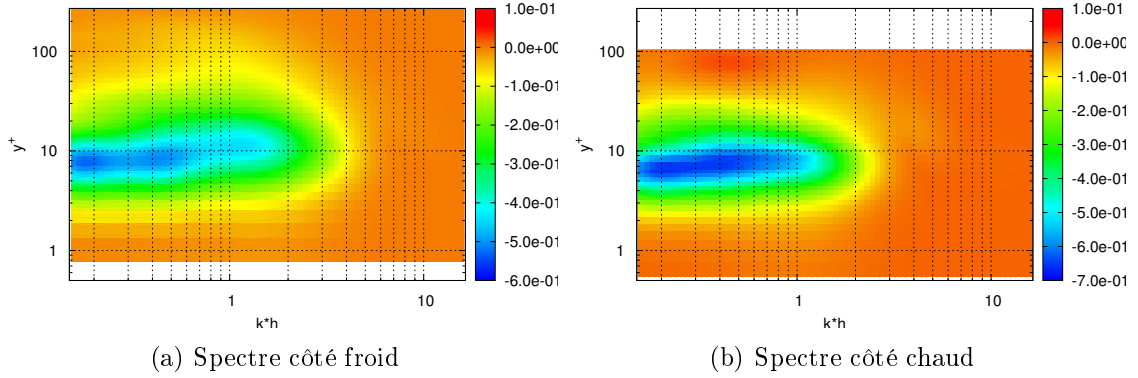 100
10
1
y+
1
10
k*h
1.0e-01
0.0e+00
-1.0e-01
-2.0e-01
-3.0e-01
-4.0e-01
-5.0e-01
-6.0e-01
(a) Spectre côté froid
100
10
1
y+
1
10
k*h
1.0e-01
0.0e+00
-1.0e-01
-2.0e-01
-3.0e-01
-4.0e-01
-5.0e-01
-6.0e-01
-7.0e-01
(b) Spectre côté chaud